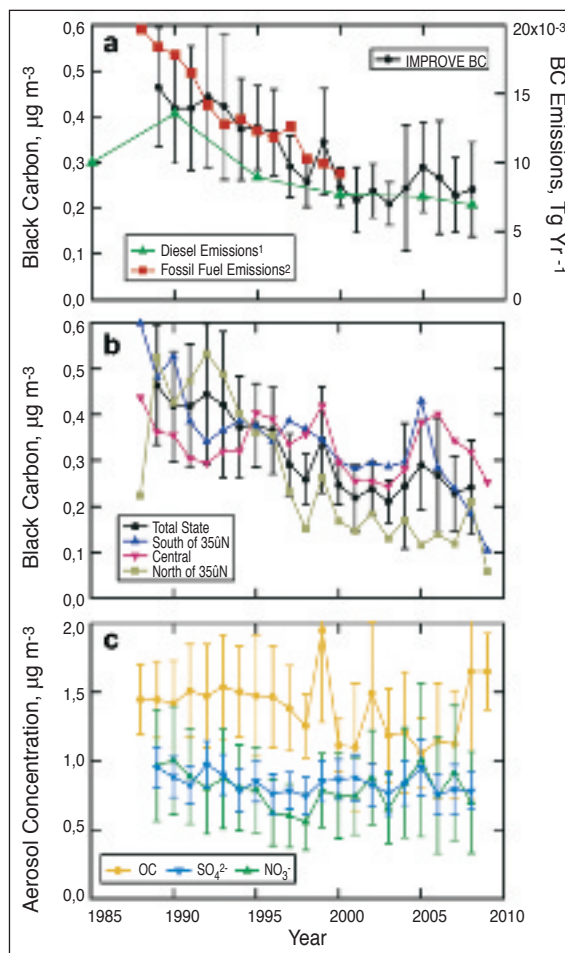 a
0,6
0,5
0,4
0,3
0,2
0,1
0,0
Black Carbon, µg m-3
20x10-3
15
10
5
0
BC Emissions, Tg Yr -1
IMPROVE BC
Diesel Emissions1
Fossil Fuel Emissions2
b
0,6
0,5
0,4
0,3
0,2
0,1
0,0
Black Carbon, µg m-3
Total State
South of 35ûN
Central
North of 35ûN
c
2,0
1,5
1,0
0,5
0,0
Aerosol Concentration, µg m-3
OC
SO42-
NO3-
1985 1990 1995 2000 2005 2010
Year